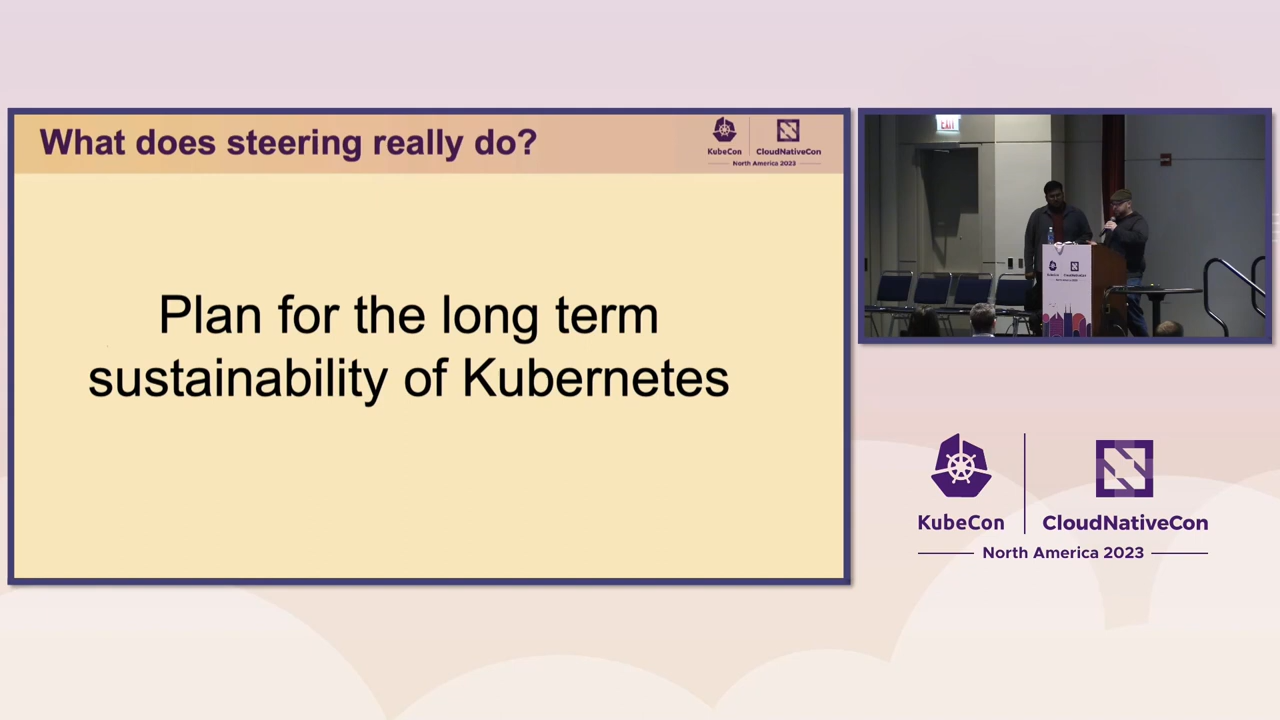 What does steering really do?
KubeCon
CloudNativeCon
North America 2023
Plan for the long term
sustainability of Kubernetes
EXIT
KubeCon
CloudNativeCon
North America 2023